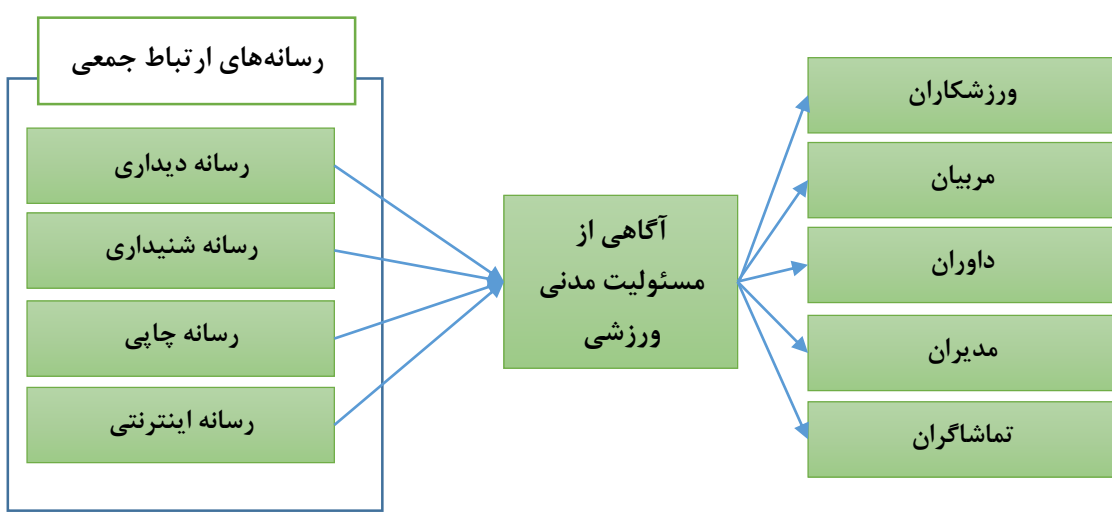 رسانه‌های ارتباط جمعی
رسانه دیداری
رسانه شنیداری
رسانه چاپی
رسانه اینترنتی
آگاهی از
مسئولیت مدنی
ورزشی
ورزشکاران
مربیان
داوران
مدیران
تماشاگران